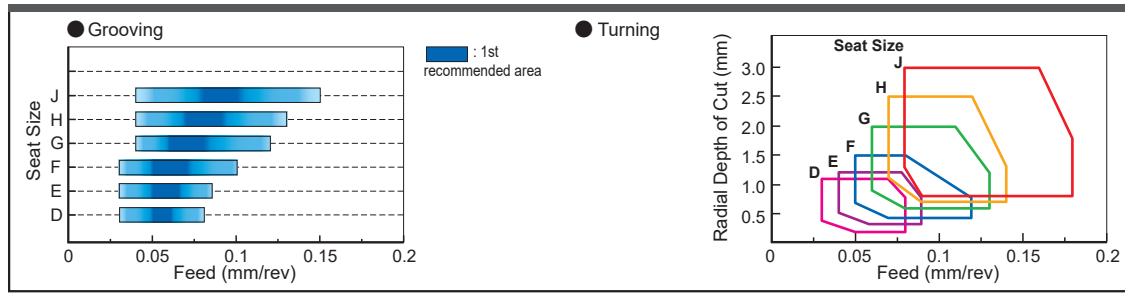 Grooving
: 1st
recommended area
Seat Size
J
H
G
F
E
D
0
0.05
0.1
0.15
0.2
Feed (mm/rev)
Turning
Seat Size
Radial Depth of Cut (mm)
3.0
2.5
2.0
1.5
1.0
0.5
J
H
G
F
E
D
0
0.05
0.1
0.15
0.2
Feed (mm/rev)